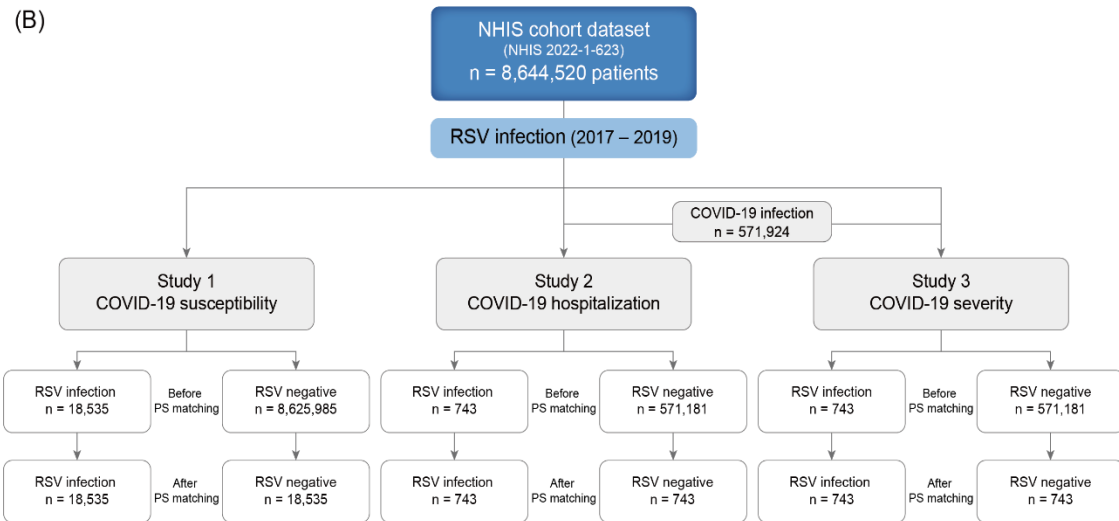 (B)
NHIS cohort dataset
(NHIS 2022-1-623)
n = 8,644,520 patients
RSV infection (2017 – 2019)
COVID-19 infection
n = 571,924
Study 1
COVID-19 susceptibility
Study 2
COVID-19 hospitalization
Study 3
COVID-19 severity
RSV infection
n = 18,535
Before
PS matching
RSV negative
n = 8,625,985
RSV infection
n = 743
Before
PS matching
RSV negative
n = 571,181
RSV infection
n = 743
Before
PS matching
RSV negative
n = 571,181
RSV infection
n = 18,535
After
PS matching
RSV negative
n = 18,535
RSV infection
n = 743
After
PS matching
RSV negative
n = 743
RSV infection
n = 743
After
PS matching
RSV negative
n = 743